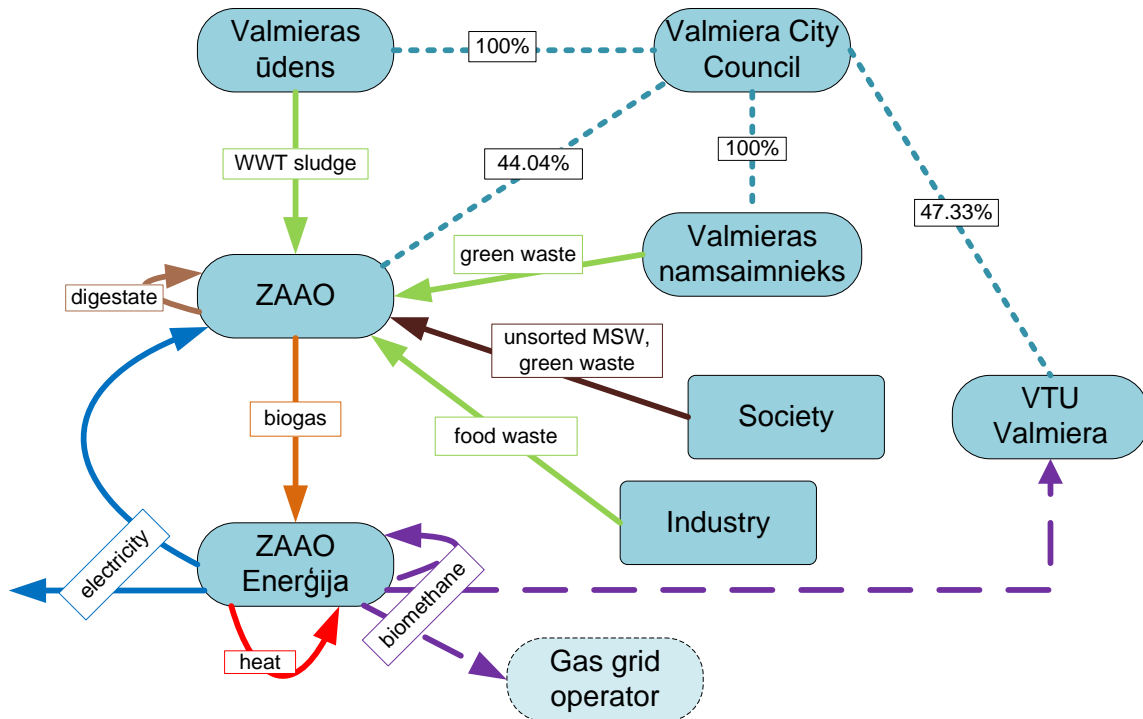 Valmieras
ūdens
100%
Valmiera City
Council
WWT sludge
44.04%
100%
47.33%
green waste
Valmieras
namsaimnieks
digestate
ZAAO
unsorted MSW,
green waste
biogas
food waste
Society
VTU
Valmiera
Industry
electricity
ZAAO
Enerģija
biomethane
heat
Gas grid
operator